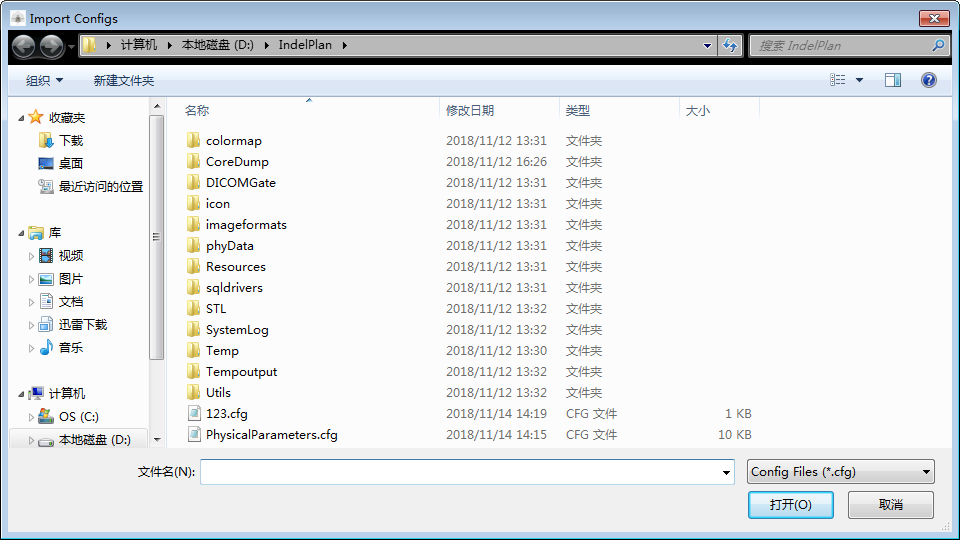 Import Configs
计算机 本地磁盘 (D:) IndelPlan
搜索 IndelPlan
组织 新建文件夹
收藏夹
下载
桌面
最近访问的位置
库
视频
图片
文档
迅雷下载
音乐
计算机
OS (C:)
本地磁盘 (D:)
名称 修改日期 类型 大小
colormap 2018/11/12 13:31 文件夹
CoreDump 2018/11/12 16:26 文件夹
DICOMGate 2018/11/12 13:31 文件夹
icon 2018/11/12 13:31 文件夹
imageformats 2018/11/12 13:31 文件夹
phyData 2018/11/12 13:31 文件夹
Resources 2018/11/12 13:31 文件夹
sqldrivers 2018/11/12 13:31 文件夹
STL 2018/11/12 13:32 文件夹
SystemLog 2018/11/12 13:32 文件夹
Temp 2018/11/12 13:30 文件夹
Tempoutput 2018/11/12 13:32 文件夹
Utils 2018/11/12 13:32 文件夹
123.cfg 2018/11/14 14:19 CFG 文件 1 KB
PhysicalParameters.cfg 2018/11/14 14:15 CFG 文件 10 KB
文件名(N): Config Files (*.cfg)
打开(O) 取消